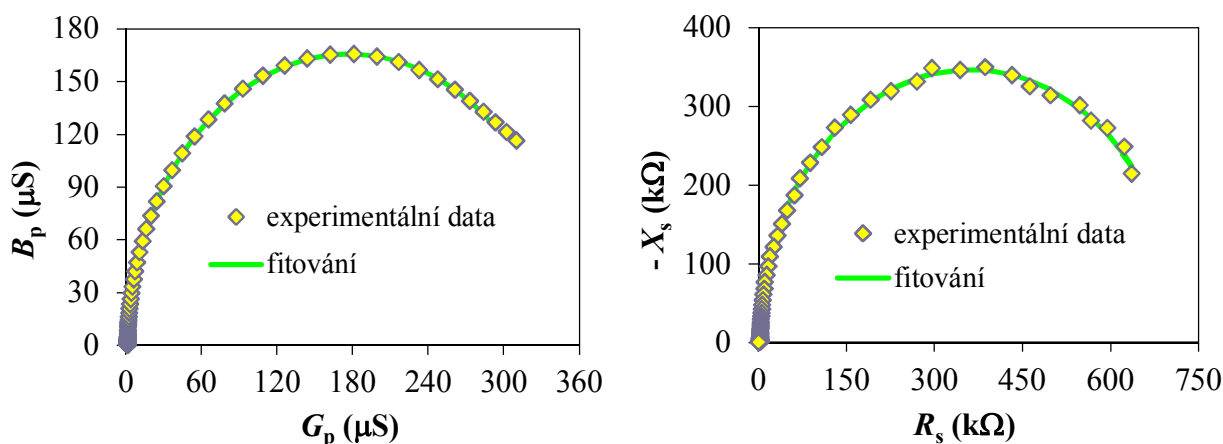 180
150
120
90
60
30
0
B_p (μS)
experimentální data
fitování
0 60 120 180 240 300 360
G_p (μS)
400
300
200
100
0
- X_s (kΩ)
experimentální data
fitování
0 150 300 450 600 750
R_s (kΩ)